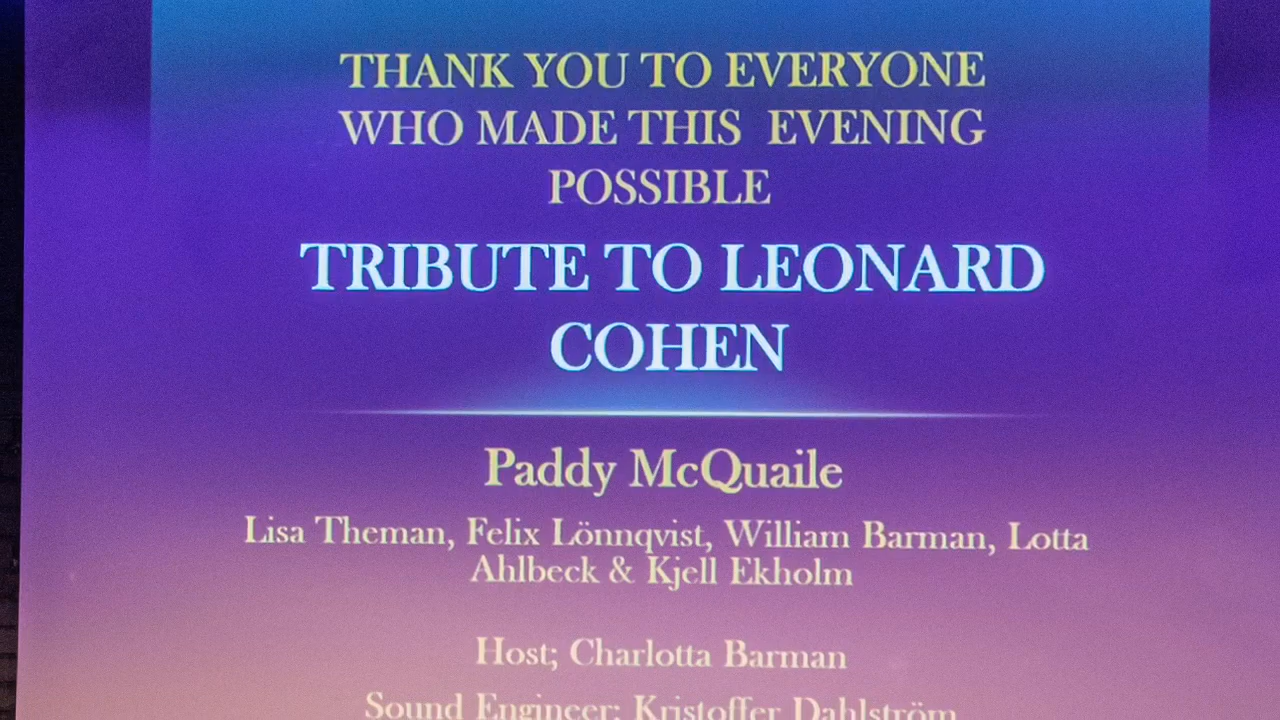 THANK YOU TO EVERYONE
WHO MADE THIS EVENING
POSSIBLE
TRIBUTE TO LEONARD
COHEN
Paddy McQuaile
Lisa Theman, Felix Lönnqvist, William Barman, Lotta
Ahlbeck & Kjell Ekholm
Host; Charlotta Barman
Sound Engineer: Kristoffer Dahlström